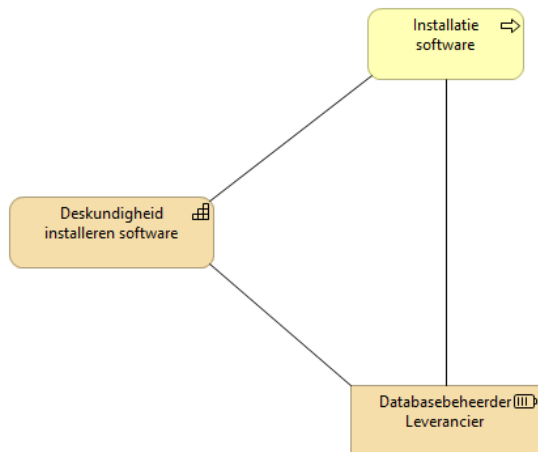 Installatie
software
Deskundigheid
installeren software
Databasebeheerder
Leverancier